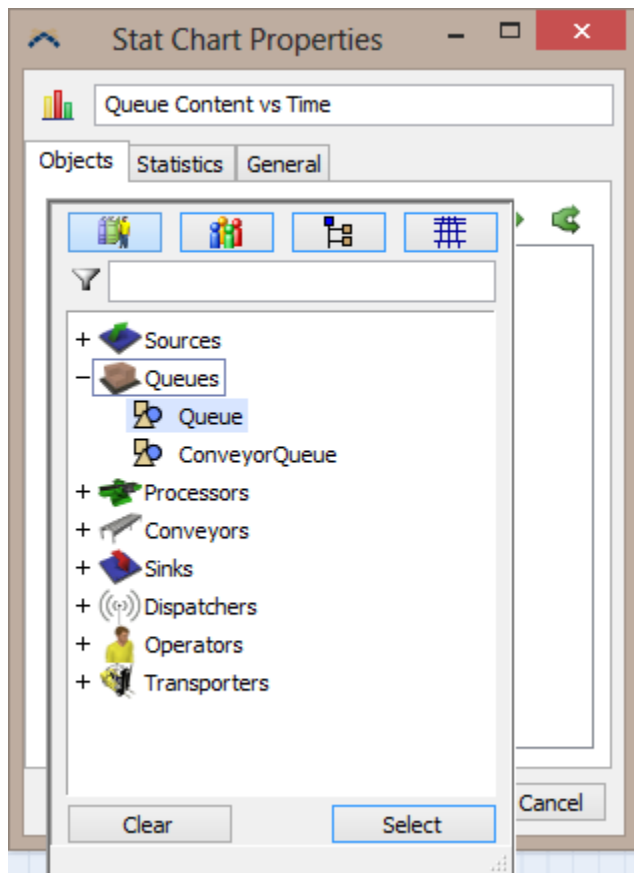 Stat Chart Properties
Queue Content vs Time
Objects Statistics General
Sources
Queues
Queue
ConveyorQueue
Processors
Conveyors
Sinks
Dispatchers
Operators
Transporters
Clear Select Cancel